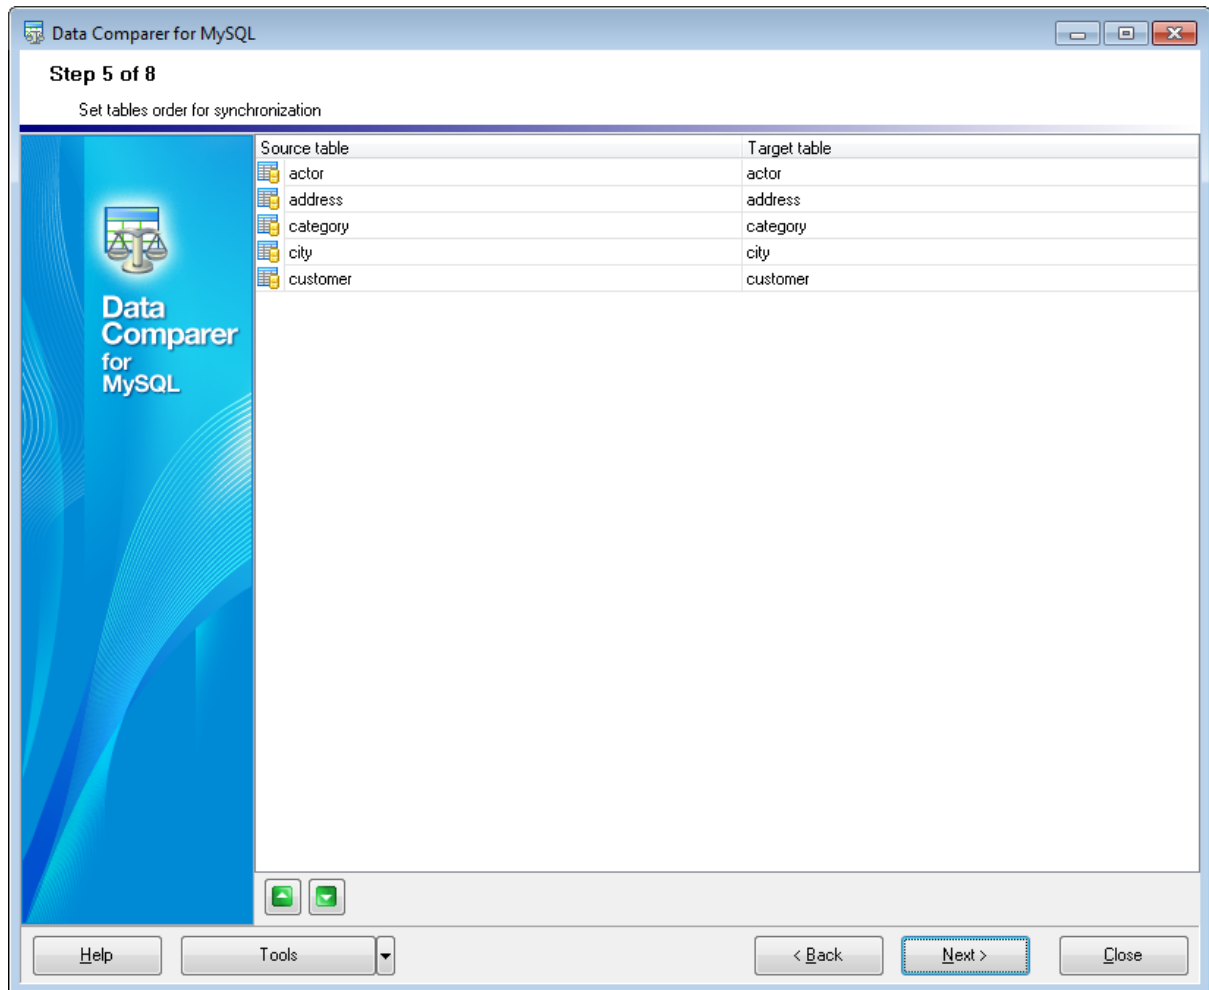 Data Comparer for MySQL
Step 5 of 8
Set tables order for synchronization
Source table Target table
actor actor
address address
category category
city city
customer customer
Data
Comparer
for
MySQL
Help Tools < Back Next > Close